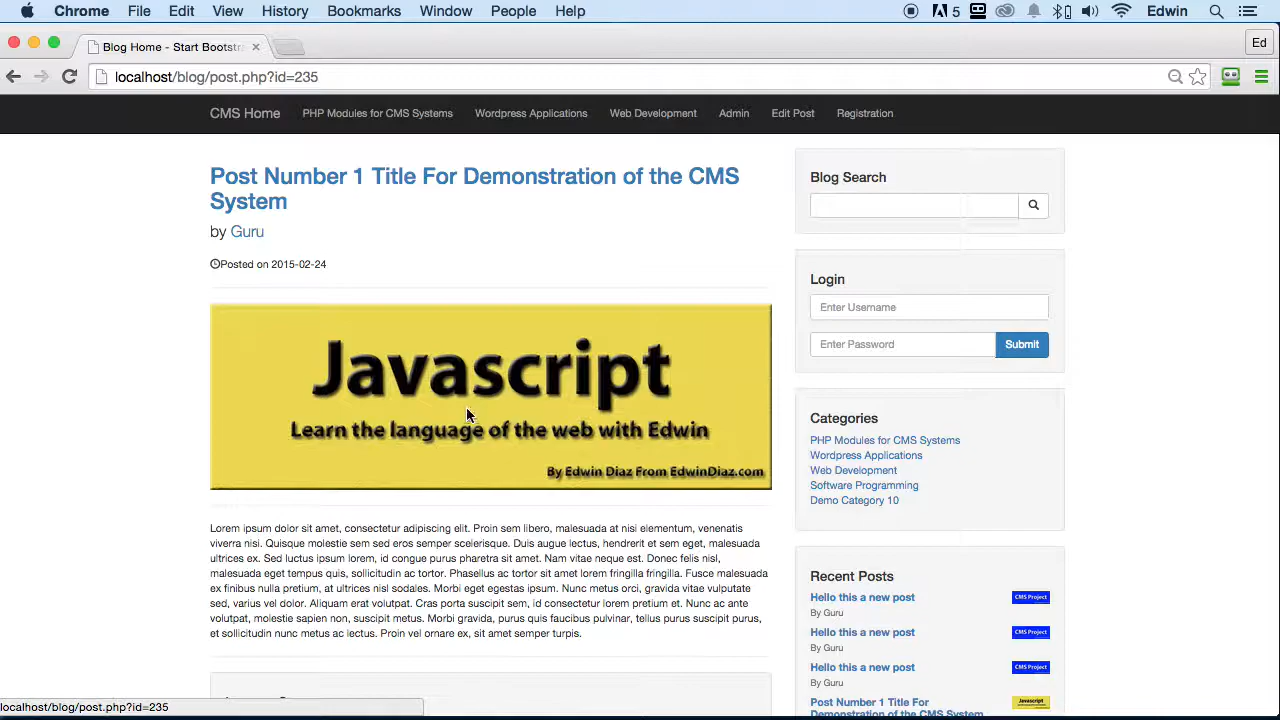 Chrome File Edit View History Bookmarks Window People Help 5 Edwin
Blog Home - Start Bootstr Ed
localhost/blog/post.php?id=235
CMS Home PHP Modules for CMS Systems Wordpress Applications Web Development Admin Edit Post Registration
Post Number 1 Title For Demonstration of the CMS
System
by Guru
Posted on 2015-02-24
Javascript
Learn the language of the web with Edwin
By Edwin Diaz From EdwinDiaz.com
Lorem ipsum dolor sit amet, consectetur adipiscing elit. Proin sem libero, malesuada at nisi elementum, venenatis
viverra nisi. Quisque molestie sem sed eros semper scelerisque. Duis augue lectus, hendrerit et sem eget, malesuada
ultrices ex. Sed luctus ipsum lorem, id congue purus pharetra sit amet. Nam vitae neque est. Donec felis nisl,
malesuada eget tempus quis, sollicitudin ac tortor. Phasellus ac tortor sit amet lorem fringilla fringilla. Fusce malesuada
ex finibus nulla pretium, at ultrices nisl sodales. Morbi eget egestas ipsum. Nunc metus orci, gravida vitae vulputate
sed, varius vel dolor. Aliquam erat volutpat. Cras porta suscipit sem, id consectetur lorem pretium et. Nunc ac ante
volutpat, molestie sapien non, suscipit metus. Morbi gravida, purus quis faucibus pulvinar, tellus purus suscipit purus,
et sollicitudin nunc metus ac lectus. Proin vel ornare ex, sit amet semper turpis.
Blog Search
Login
Enter Username
Enter Password Submit
Categories
PHP Modules for CMS Systems
Wordpress Applications
Web Development
Software Programming
Demo Category 10
Recent Posts
Hello this a new post CMS Project
By Guru
Hello this a new post CMS Project
By Guru
Hello this a new post CMS Project
By Guru
Post Number 1 Title For Javascript
Demonstration of the CMS System
localhost/blog/post.php?id=235